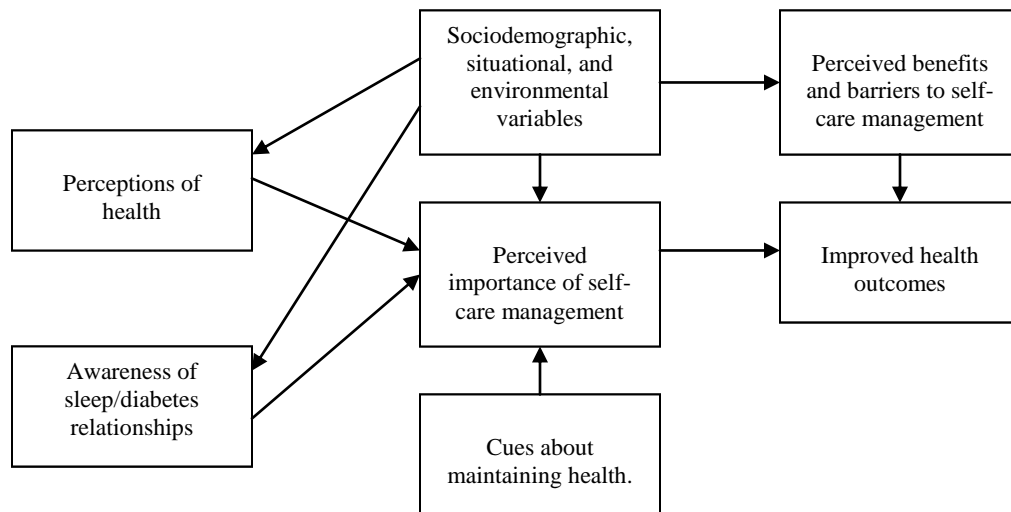 Sociodemographic,
situational, and
environmental
variables
Perceived benefits
and barriers to self-
care management
Perceptions of
health
Perceived
importance of self-
care management
Improved health
outcomes
Awareness of
sleep/diabetes
relationships
Cues about
maintaining health.